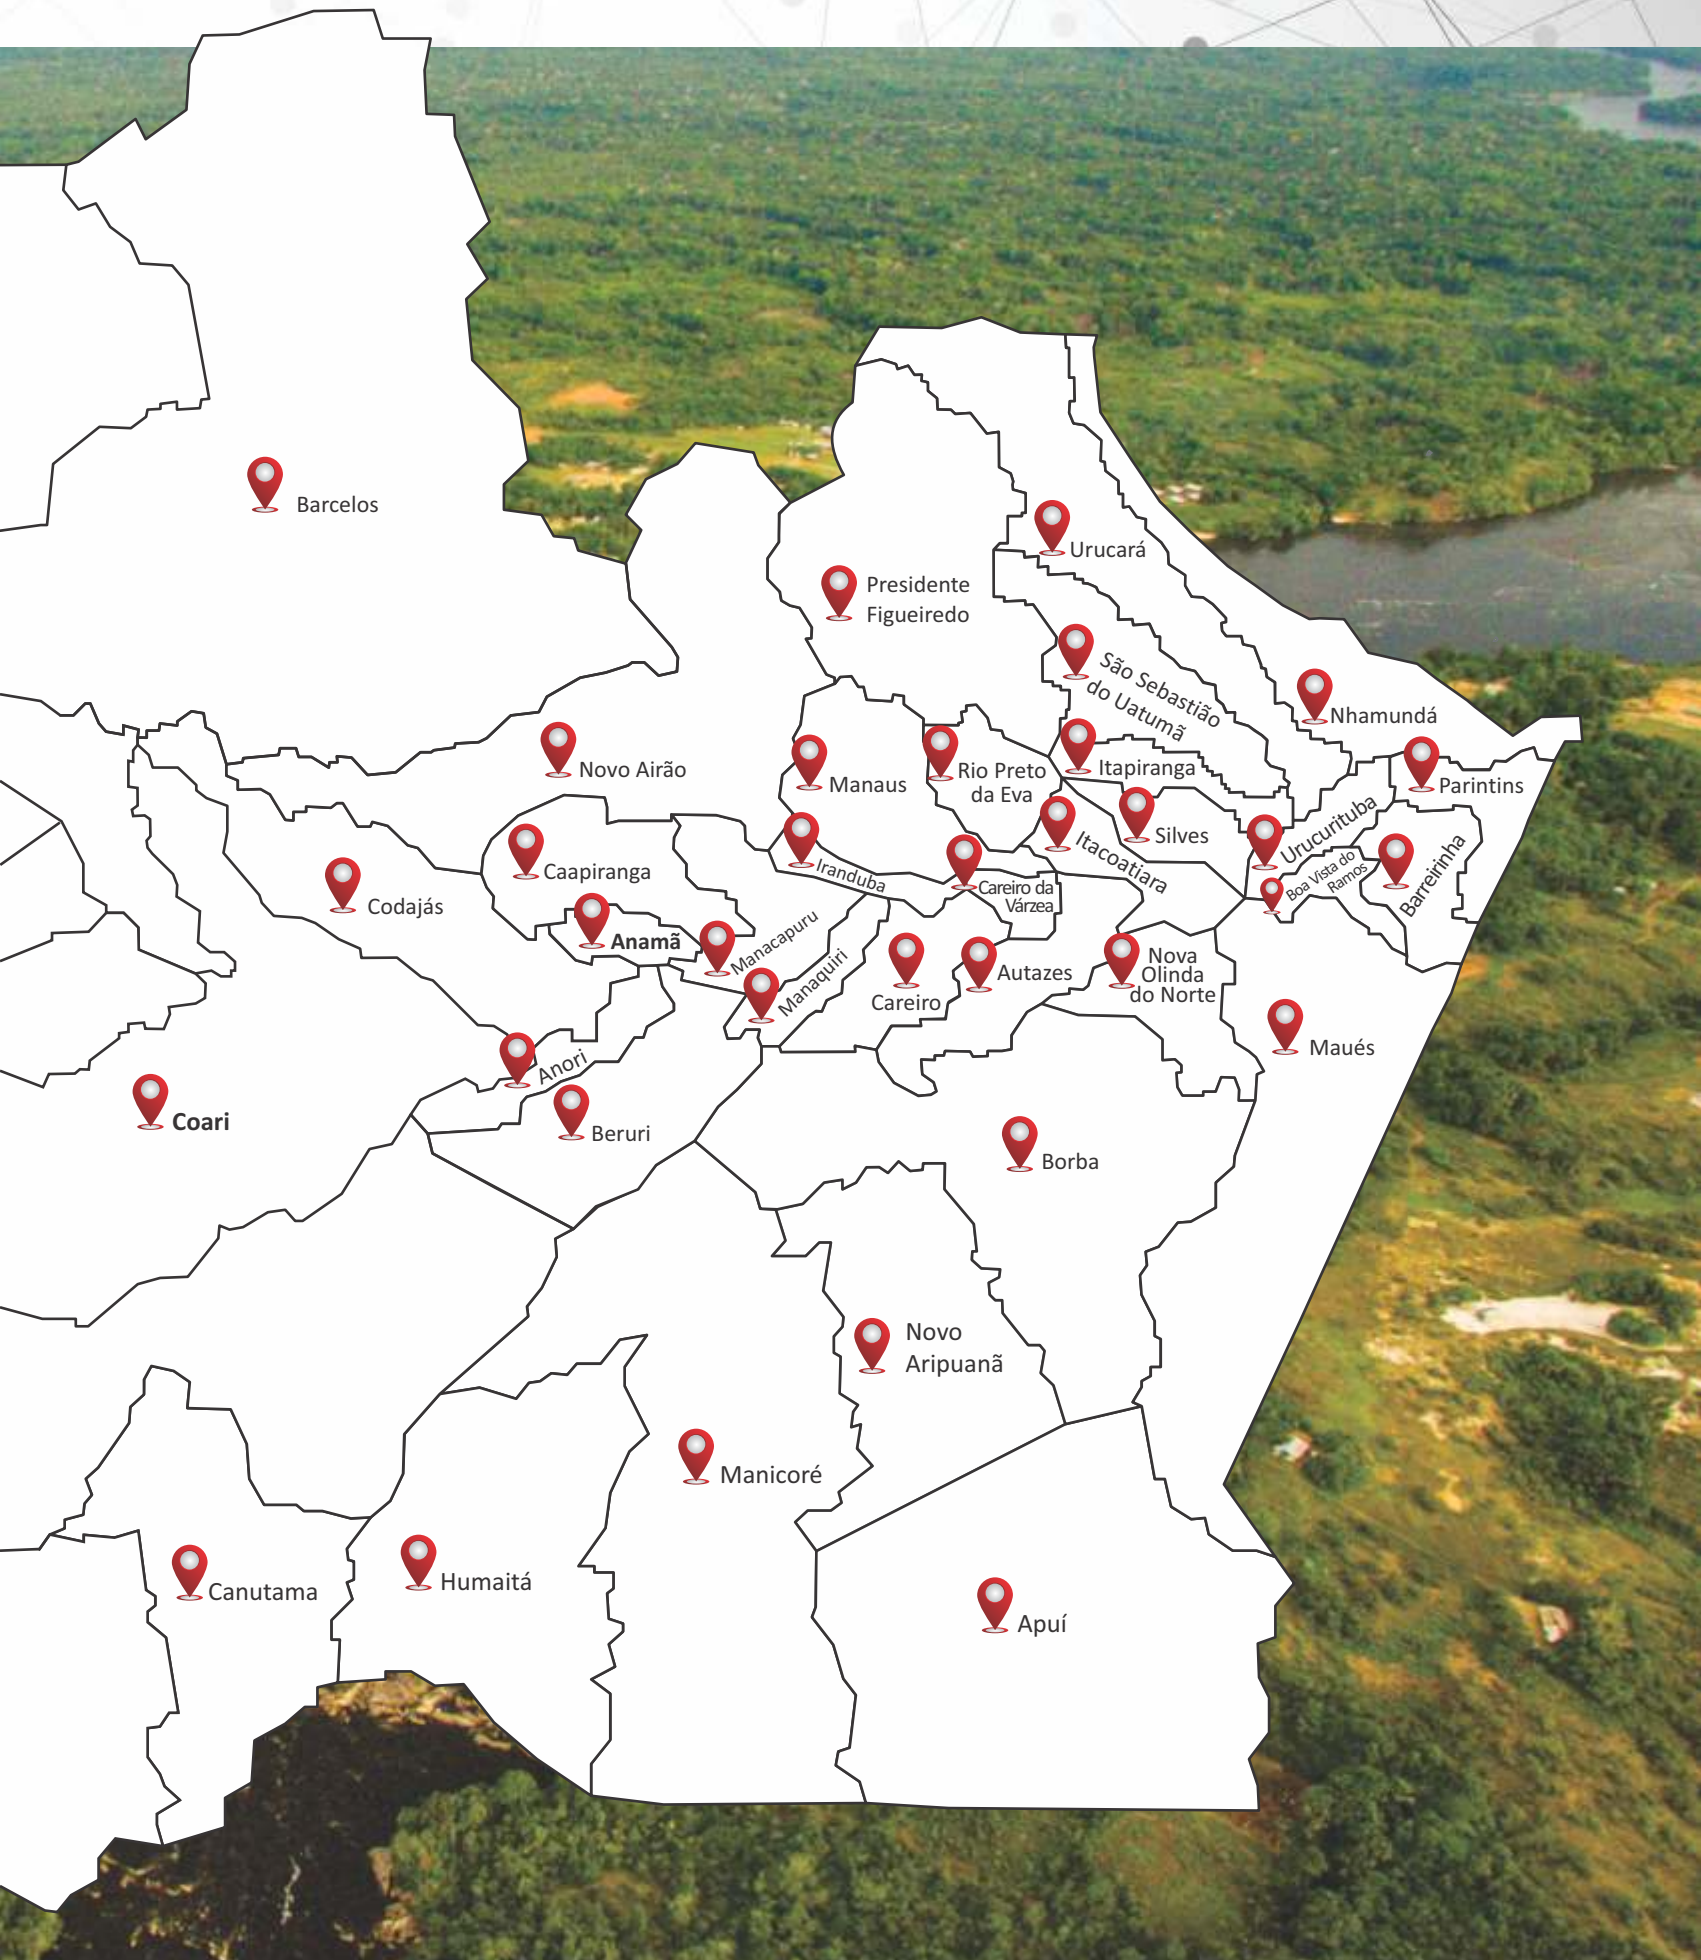 Barcelos
Urucará
Presidente
Figueiredo
São Sebastião
do Uatumã
Nhamundá
Novo Airão
Manaus
Rio Preto
da Eva
Itapiranga
Parintins
Silves
Urucurituba
Itacoatiara
Iranduba
Caapiranga
Careiro da
Várzea
Boa Vista do
Ramos
Barreirinha
Codajás
Anamã
Manacapuru
Manaquiri
Careiro
Autazes
Nova
Olinda
do Norte
Maués
Anori
Coari
Beruri
Borba
Novo
Aripuanã
Manicoré
Humaitá
Canutama
Apuí